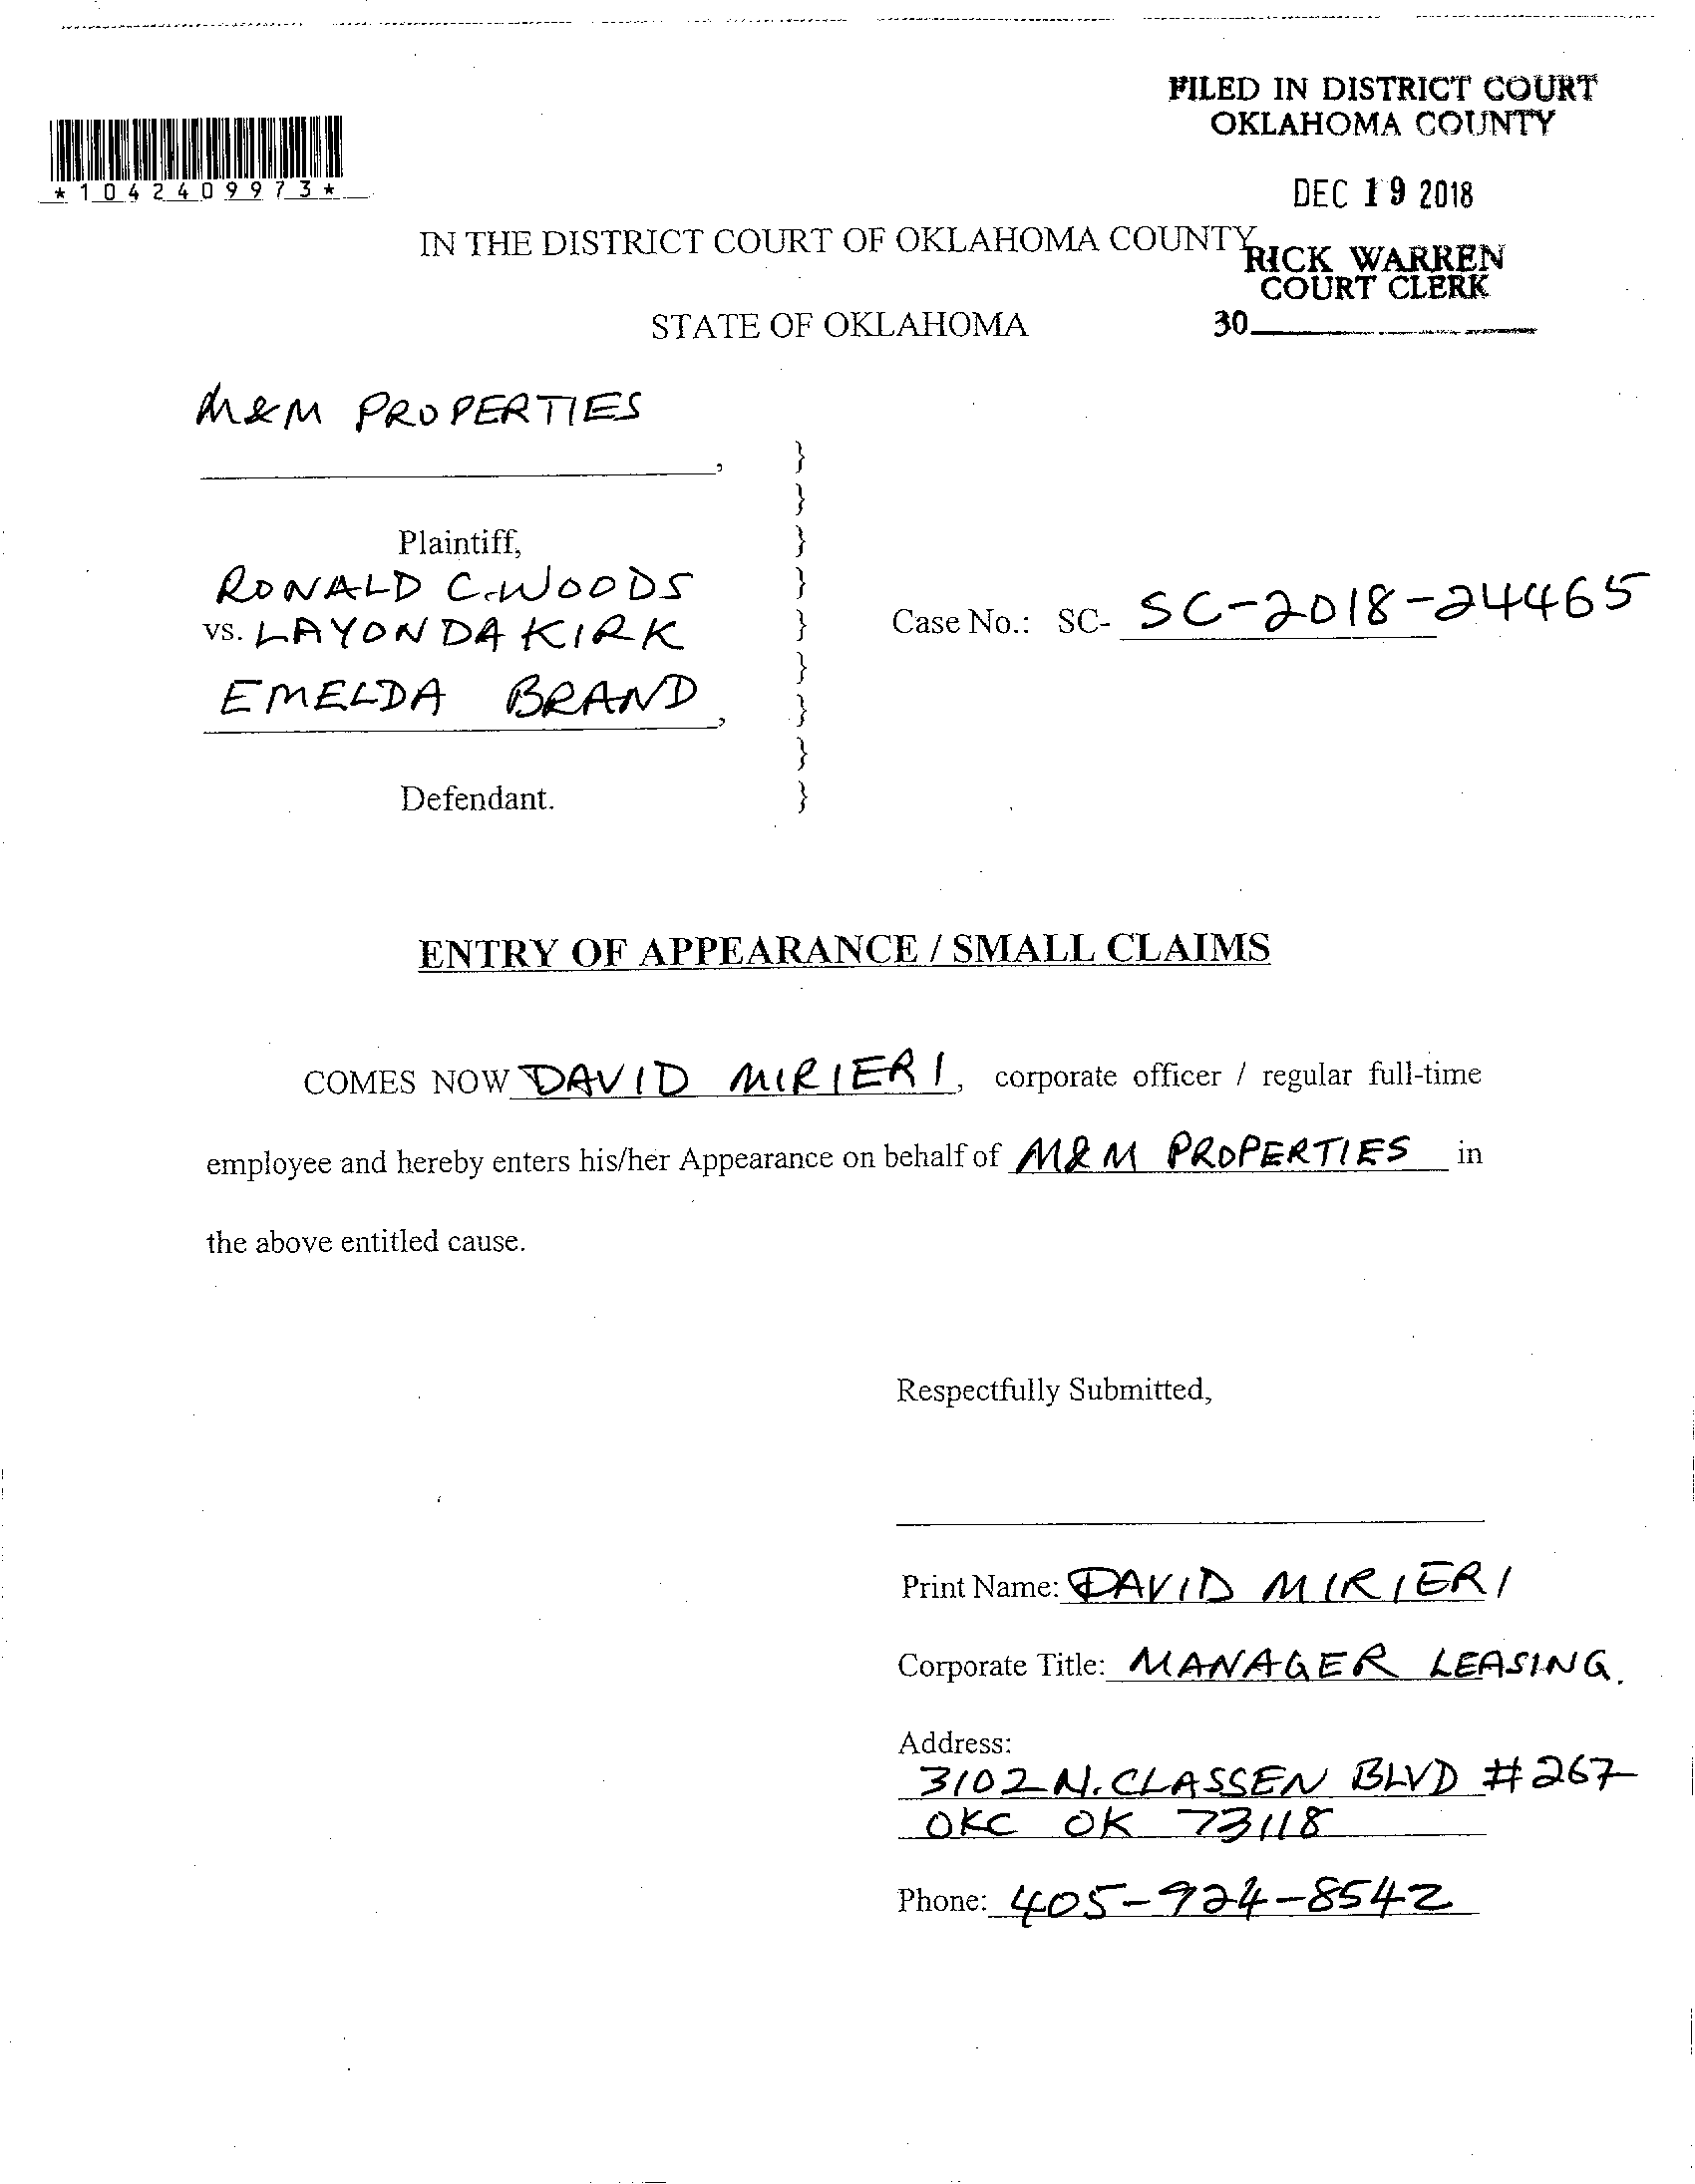 FILED IN DISTRICT COURT
OKLAHOMA COUNTY
*1042409973*
DEC 19 2018
IN THE DISTRICT COURT OF OKLAHOMA COUNTY
RICK WARREN
COURT CLERK
STATE OF OKLAHOMA
30
M&M PROPERTIES
,
Plaintiff,
RONALD C. WOODS
vs. LAYONDA KIRK
EMELDA BRAND,
Case No.: SC- SC-2018-24465
Defendant.
ENTRY OF APPEARANCE / SMALL CLAIMS
COMES NOW DAVID MIRIERI, corporate officer / regular full-time
employee and hereby enters his/her Appearance on behalf of M&M PROPERTIES in
the above entitled cause.
Respectfully Submitted,
Print Name: DAVID MIRIERI
Corporate Title: MANAGER LEASING.
Address:
3102 N. CLASSEN BLVD #267
OKC OK 73118
Phone: 405-924-8542